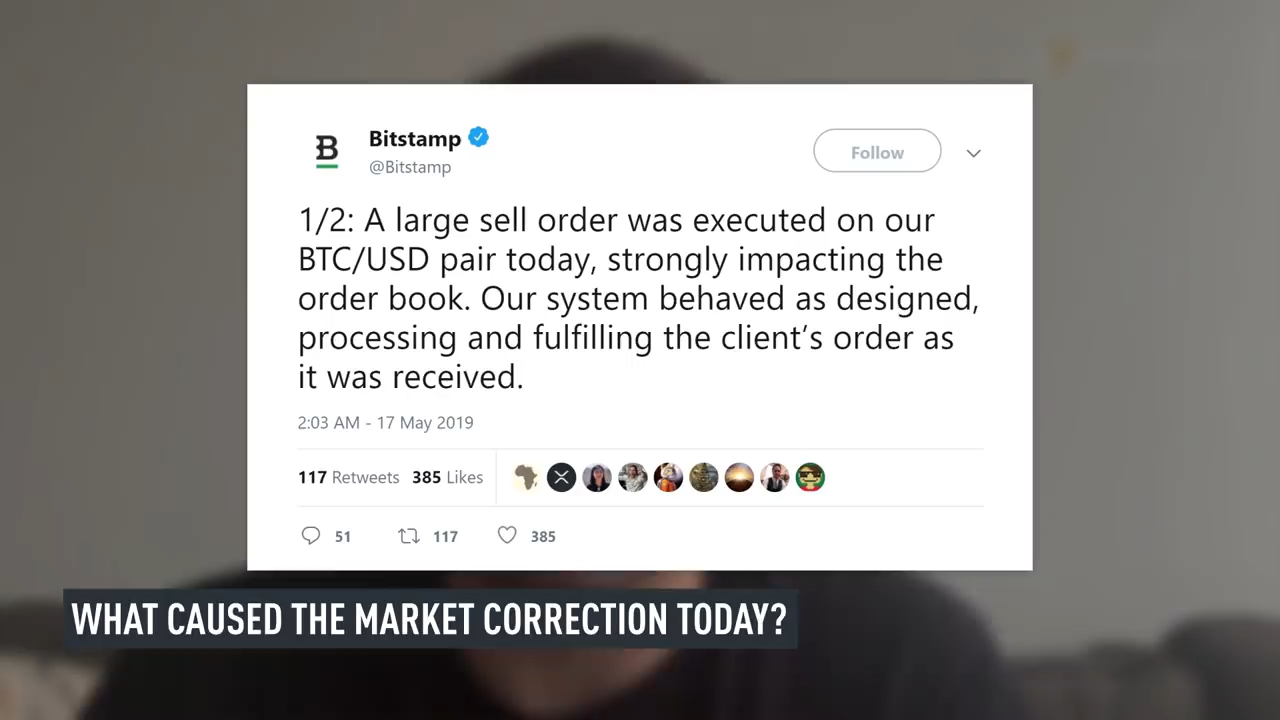 Bitstamp
@Bitstamp
Follow
1/2: A large sell order was executed on our
BTC/USD pair today, strongly impacting the
order book. Our system behaved as designed,
processing and fulfilling the client’s order as
it was received.
2:03 AM - 17 May 2019
117 Retweets 385 Likes
51 117 385
WHAT CAUSED THE MARKET CORRECTION TODAY?